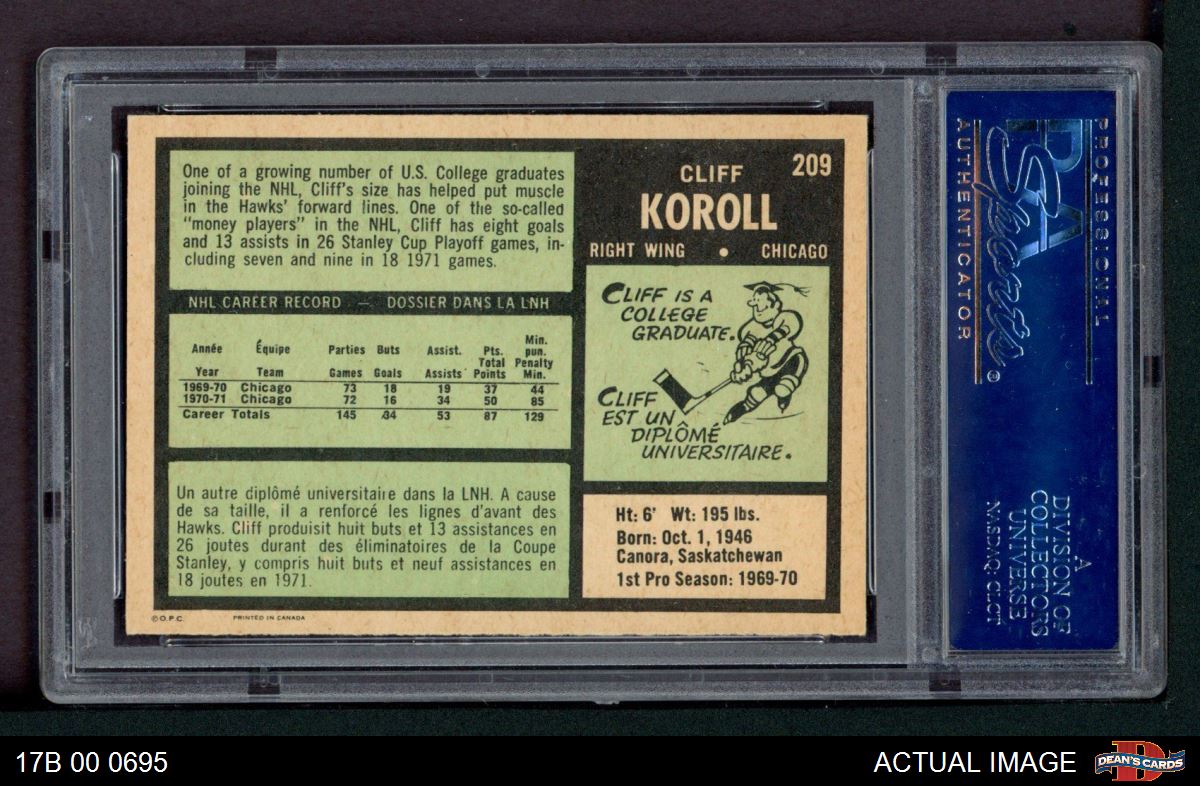 One of a growing number of U.S. College graduates
joining the NHL, Cliff's size has helped put muscle
in the Hawks' forward lines. One of the so-called
"money players" in the NHL, Cliff has eight goals
and 13 assists in 26 Stanley Cup Playoff games, in-
cluding seven and nine in 18 1971 games.
NHL CAREER RECORD — DOSSIER DANS LA LNH
Année Équipe Parties Buts Assist. Pts. Total Min. pun. Penalty
Year Team Games Goals Assists Points Min.
1969-70 Chicago 73 18 19 37 44
1970-71 Chicago 72 16 34 50 85
Career Totals 145 34 53 87 129
Un autre diplômé universitaire dans la LNH. A cause
de sa taille, il a renforcé les lignes d'avant des
Hawks. Cliff produisit huit buts et 13 assistances en
26 joutes durant des éliminatoires de la Coupe
Stanley, y compris huit buts et neuf assistances en
18 joutes en 1971.
©O.P.C. PRINTED IN CANADA
209
CLIFF
KOROLL
RIGHT WING • CHICAGO
CLIFF IS A
COLLEGE
GRADUATE.
CLIFF
EST UN
DIPLÔMÉ
UNIVERSITAIRE.
Ht: 6' Wt: 195 lbs.
Born: Oct. 1, 1946
Canora, Saskatchewan
1st Pro Season: 1969-70
PROFESSIONAL
PSA
Sports
®
AUTHENTICATOR
A
DIVISION OF
COLLECTORS
UNIVERSE
NASDAQ: CLCT
17B 00 0695
ACTUAL IMAGE
DEAN'S CARDS